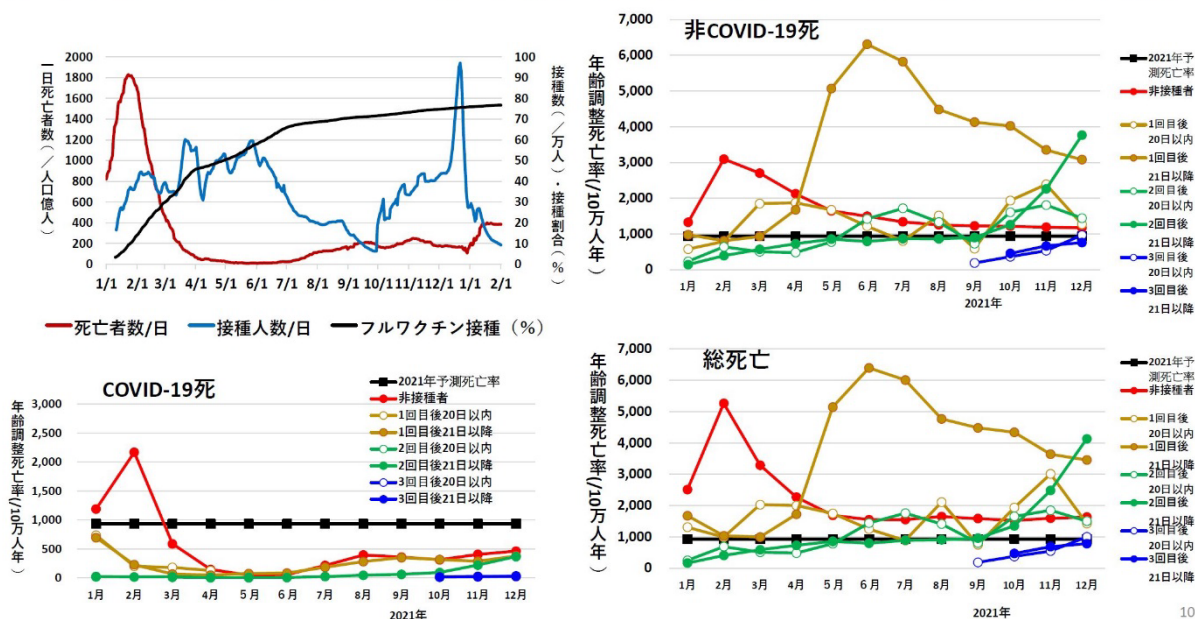 一日死亡者数（／人口億人）
2000
1800
1600
1400
1200
1000
800
600
400
200
0
接種数（／万人）・接種割合（%）
100
90
80
70
60
50
40
30
20
10
0
1/1 2/1 3/1 4/1 5/1 6/1 7/1 8/1 9/1 10/1 11/1 12/1 1/1 2/1
死亡者数/日 接種人数/日 フルワクチン接種（%）
非COVID-19死
年齢調整死亡率(/10万人年）
7,000
6,000
5,000
4,000
3,000
2,000
1,000
0
1月 2月 3月 4月 5月 6月 7月 8月 9月 10月 11月 12月
2021年
2021年予
測死亡率
非接種者
1回目後
20日以内
1回目後
21日以降
2回目後
20日以内
2回目後
21日以降
3回目後
20日以内
3回目後
21日以降
COVID-19死
年齢調整死亡率(/10万人年）
3,000
2,500
2,000
1,500
1,000
500
0
1月 2月 3月 4月 5月 6月 7月 8月 9月 10月 11月 12月
2021年
2021年予測死亡率
非接種者
1回目後20日以内
1回目後21日以降
2回目後20日以内
2回目後21日以降
3回目後20日以内
3回目後21日以降
総死亡
年齢調整死亡率(/10万人年）
7,000
6,000
5,000
4,000
3,000
2,000
1,000
0
1月 2月 3月 4月 5月 6月 7月 8月 9月 10月 11月 12月
2021年
2021年予
測死亡率
非接種者
1回目後
20日以内
1回目後
21日以降
2回目後
20日以内
2回目後
21日以降
3回目後
20日以内
3回目後
21日以降
10